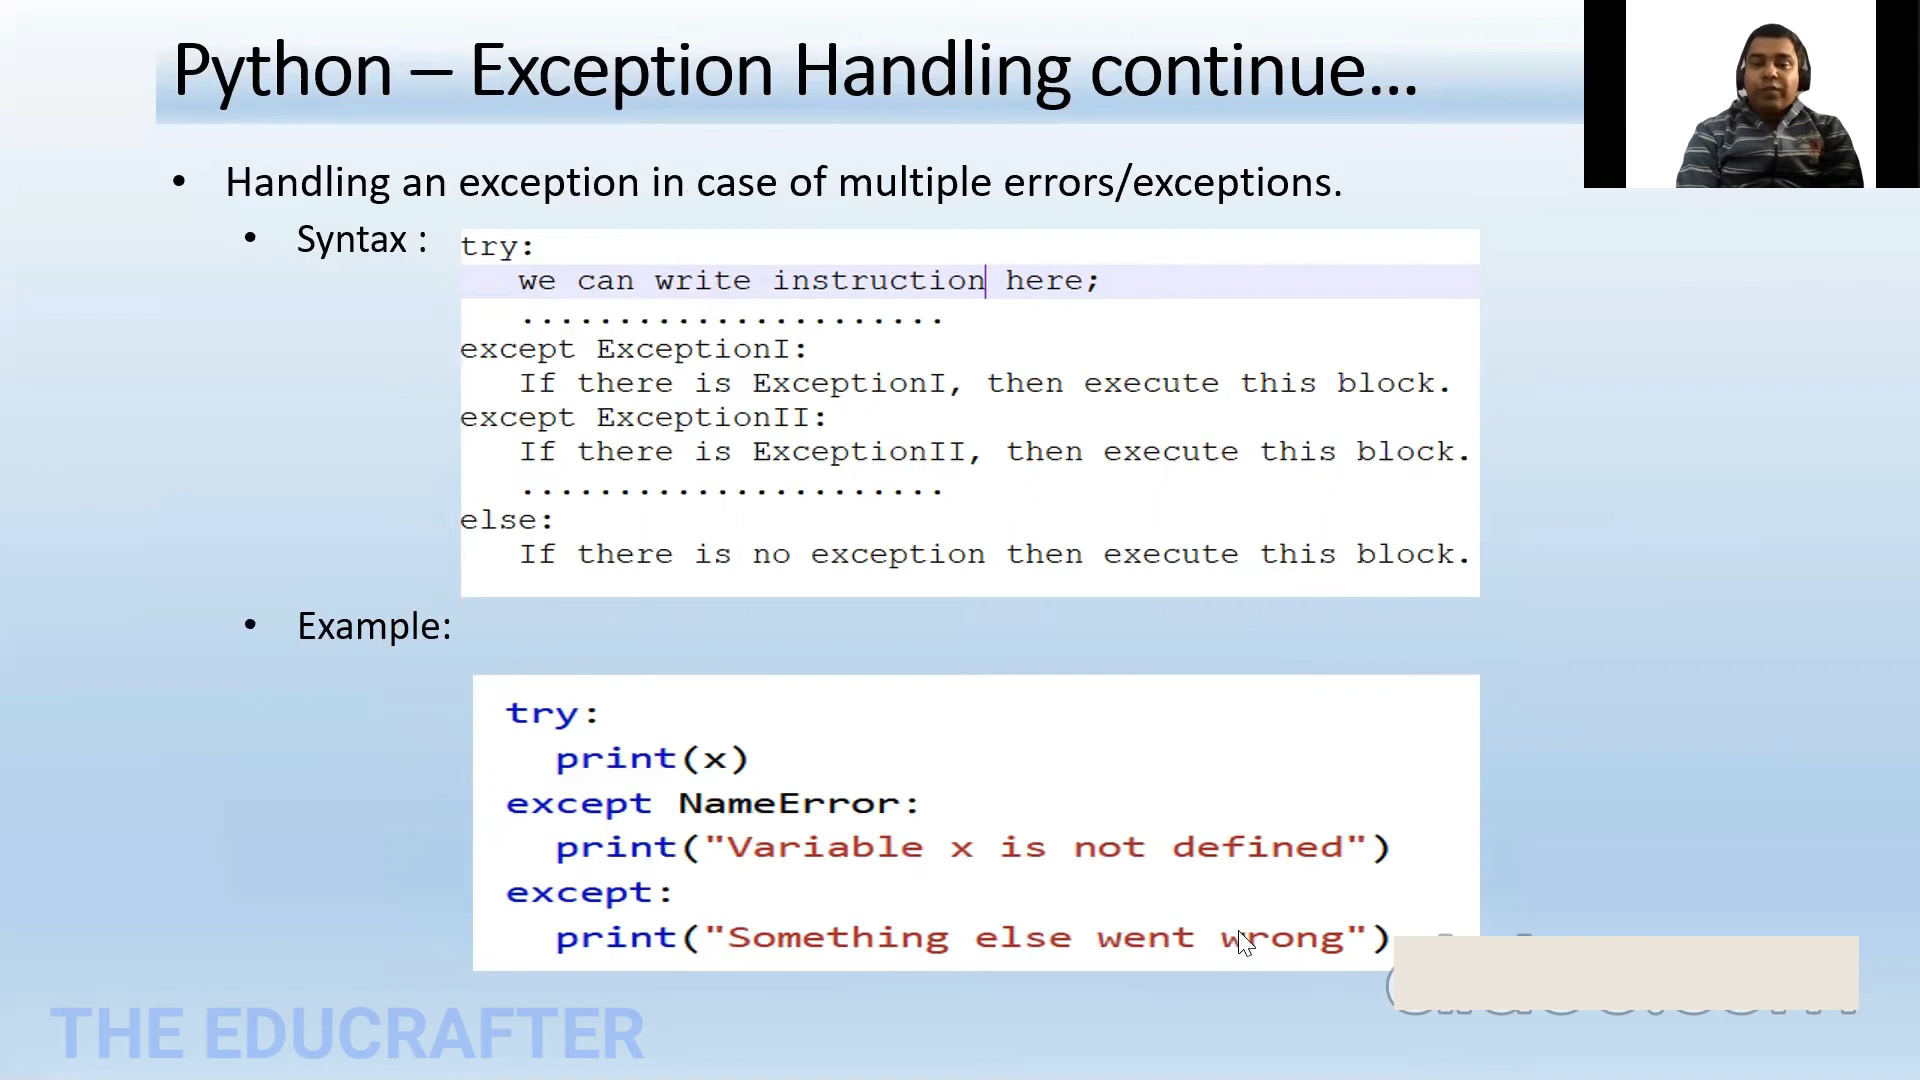 Python – Exception Handling continue...
• Handling an exception in case of multiple errors/exceptions.
• Syntax :
try:
we can write instruction here;
......................
except ExceptionI:
If there is ExceptionI, then execute this block.
except ExceptionII:
If there is ExceptionII, then execute this block.
......................
else:
If there is no exception then execute this block.
• Example:
try:
print(x)
except NameError:
print("Variable x is not defined")
except:
print("Something else went wrong")
THE EDUCRAFTER